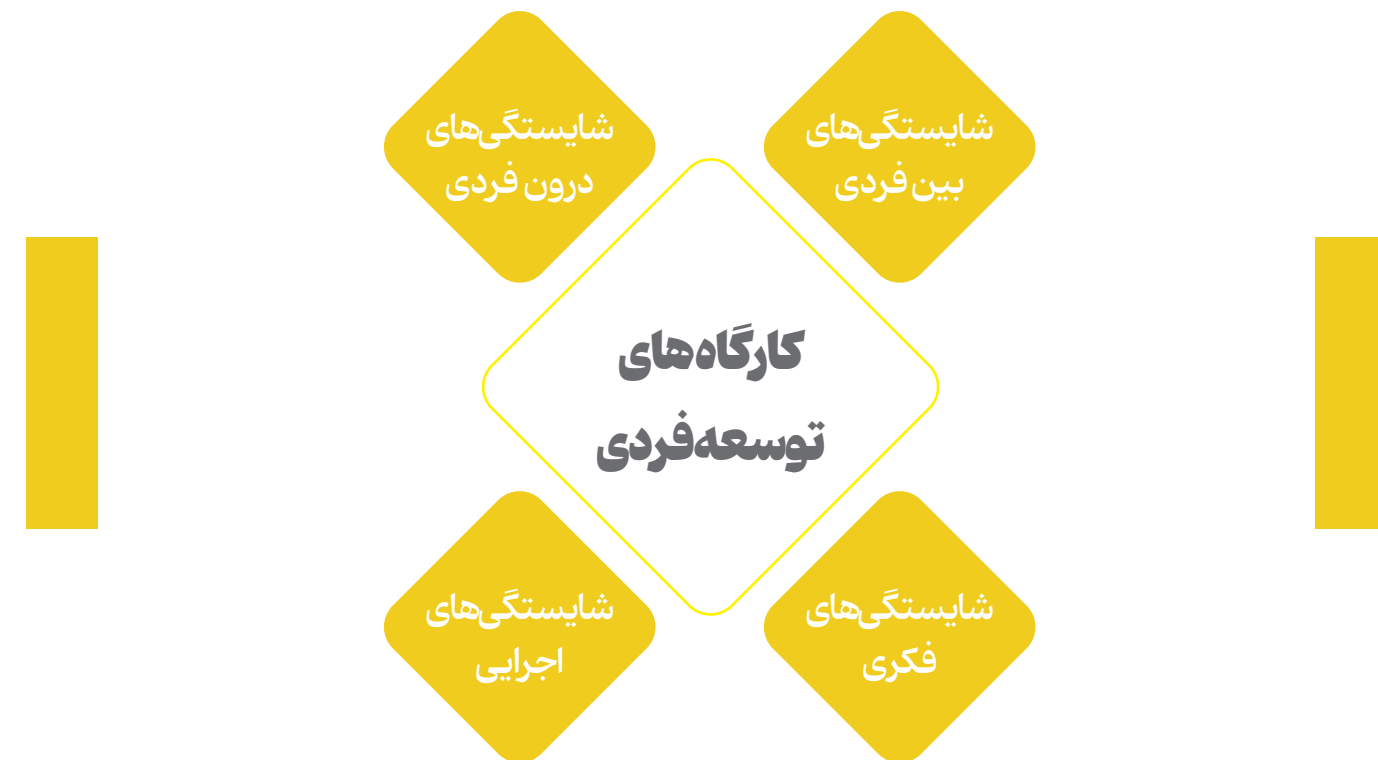 شایستگی‌های
بین فردی
شایستگی‌های
درون فردی
کارگاه‌های
توسعه‌فردی
شایستگی‌های
فکری
شایستگی‌های
اجرایی